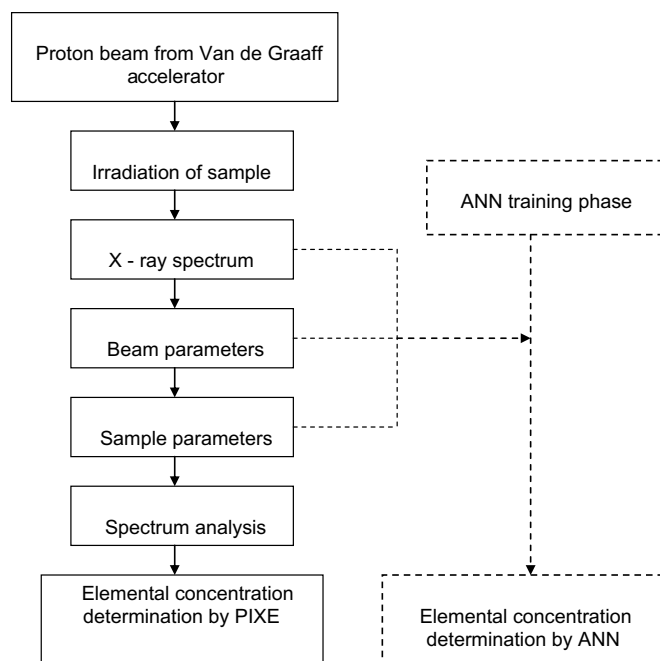 Proton beam from Van de Graaff
accelerator
Irradiation of sample
ANN training phase
X - ray spectrum
Beam parameters
Sample parameters
Spectrum analysis
Elemental concentration
determination by PIXE
Elemental concentration
determination by ANN